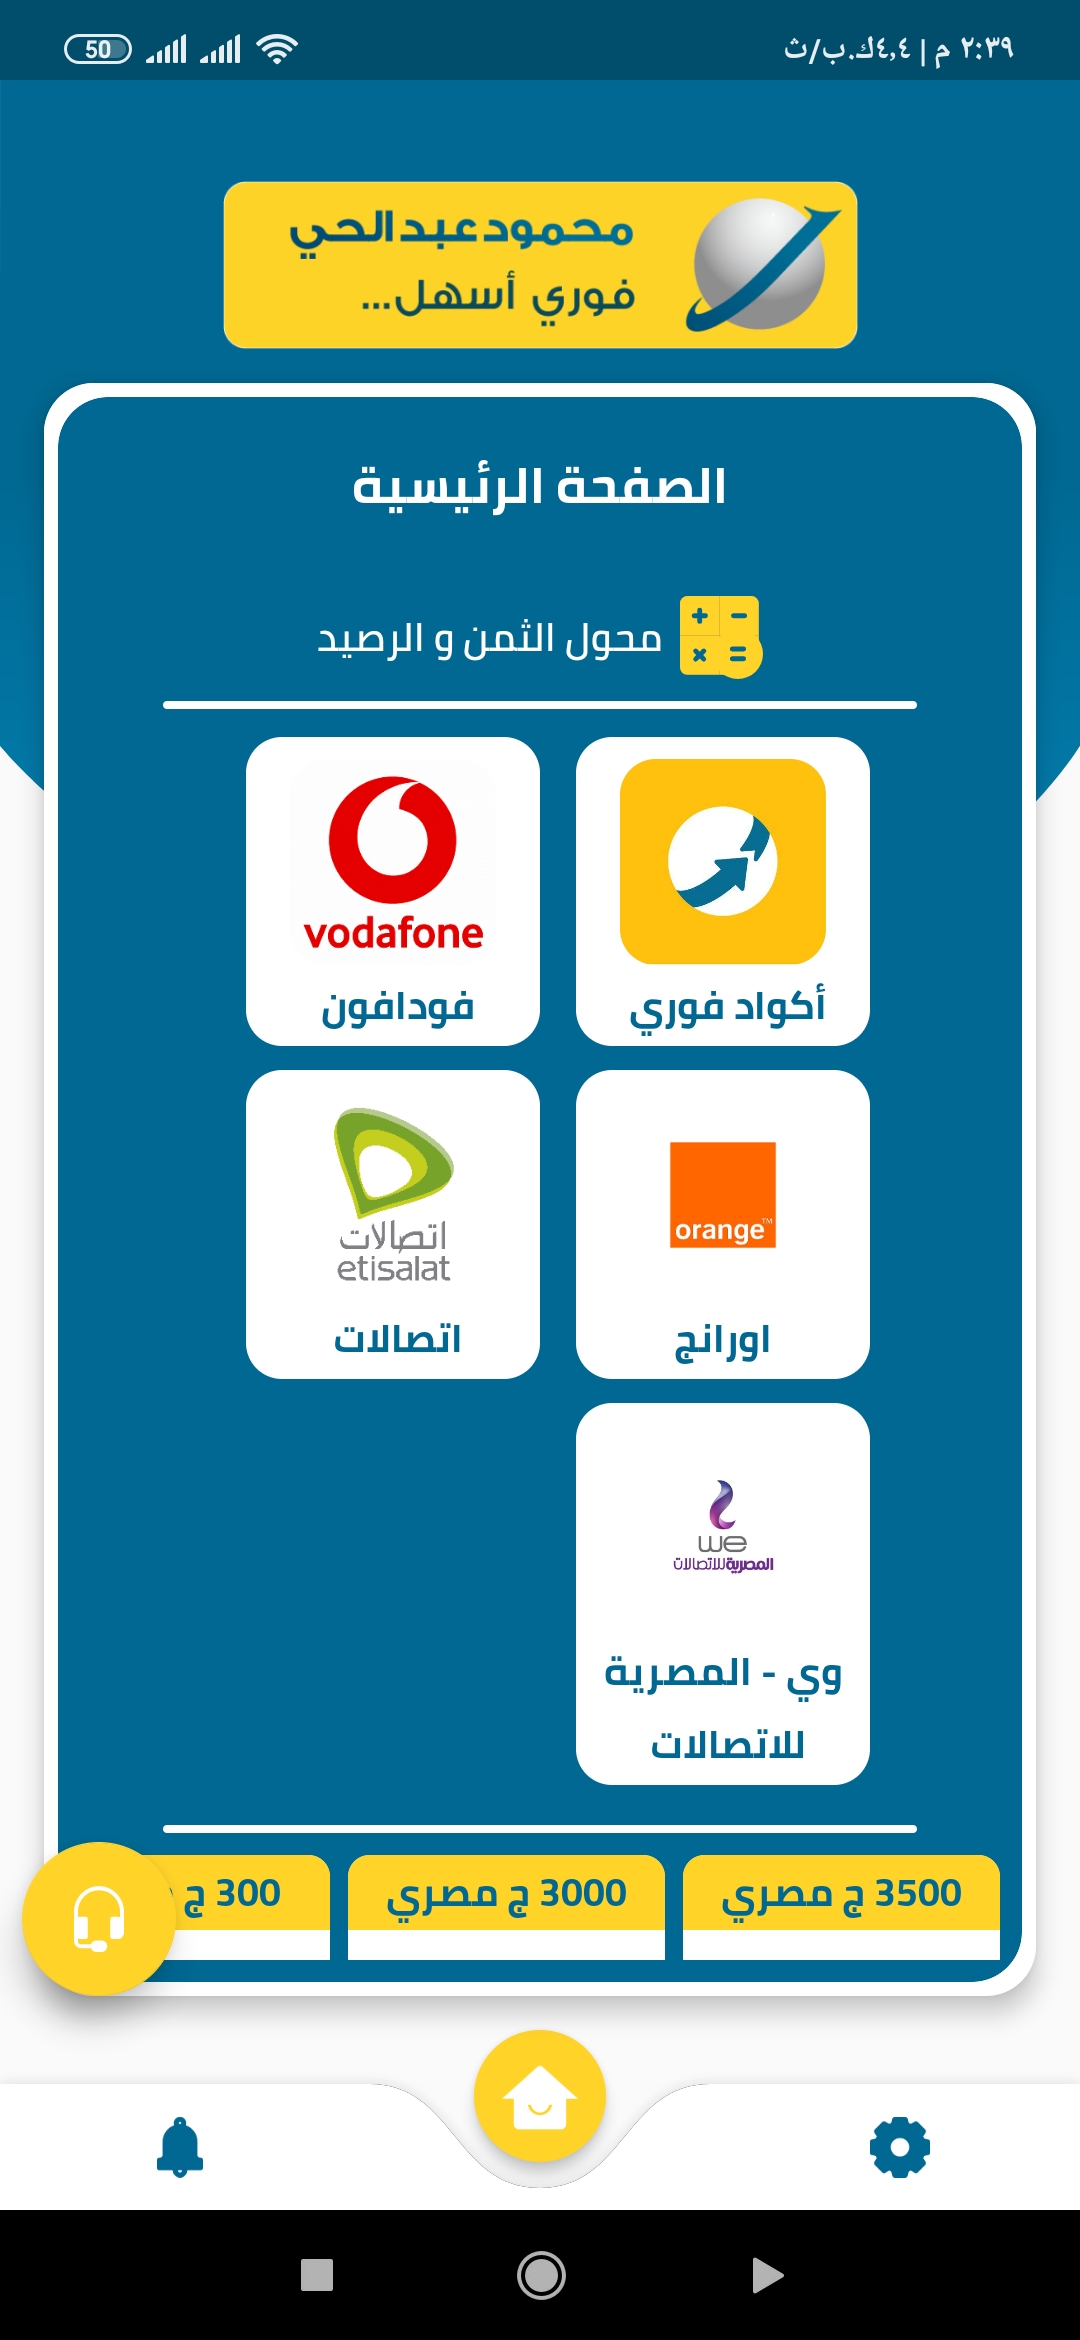 50
٢:٣٩ م | ٤,٤ك.ب/ث
محمود عبدالحي
فوري أسهل...
الصفحة الرئيسية
محول الثمن و الرصيد
أكواد فوري
vodafone
فودافون
orange™
اورانج
اتصالات
etisalat
اتصالات
we
المصرية للاتصالات
وي - المصرية
للاتصالات
3500 ج مصري
3000 ج مصري
300 ج